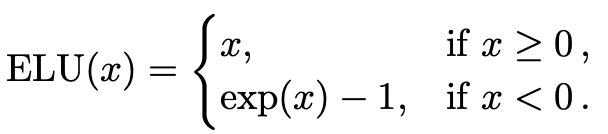 ELU(x) = { x, if x ≥ 0,
exp(x) − 1, if x < 0.